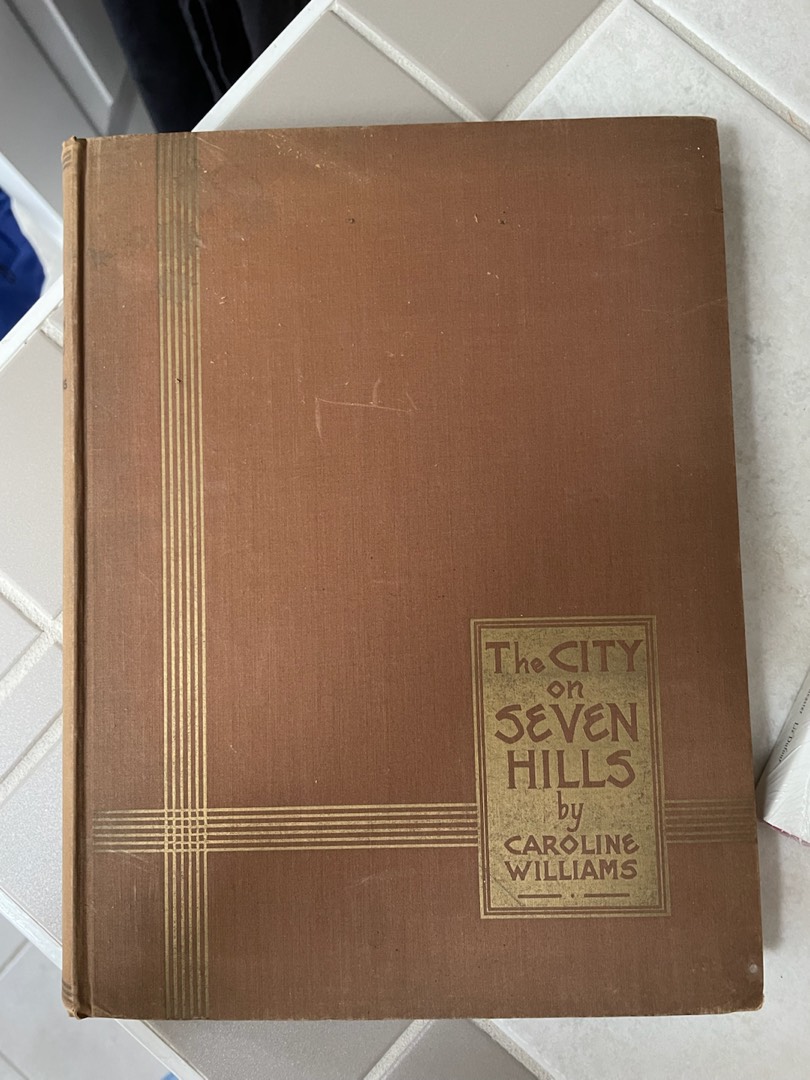 The CITY
on
SEVEN
HILLS
by
CAROLINE
WILLIAMS